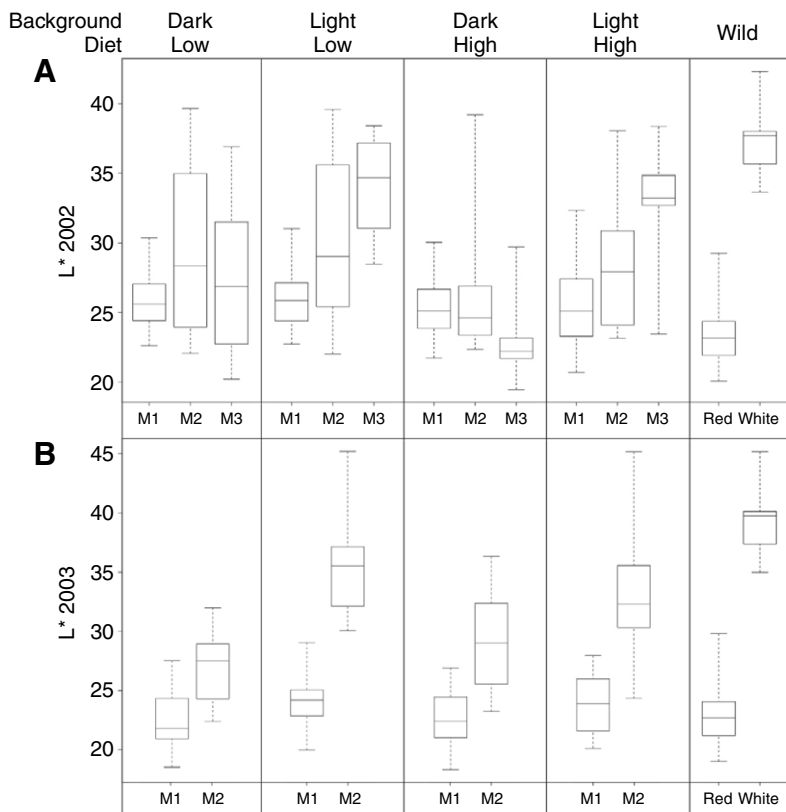 Background Dark Light Dark Light Wild
Diet Low Low High High
A
L* 2002
40
35
30
25
20
M1 M2 M3 M1 M2 M3 M1 M2 M3 M1 M2 M3 Red White
B
L* 2003
45
40
35
30
25
20
M1 M2 M1 M2 M1 M2 M1 M2 Red White